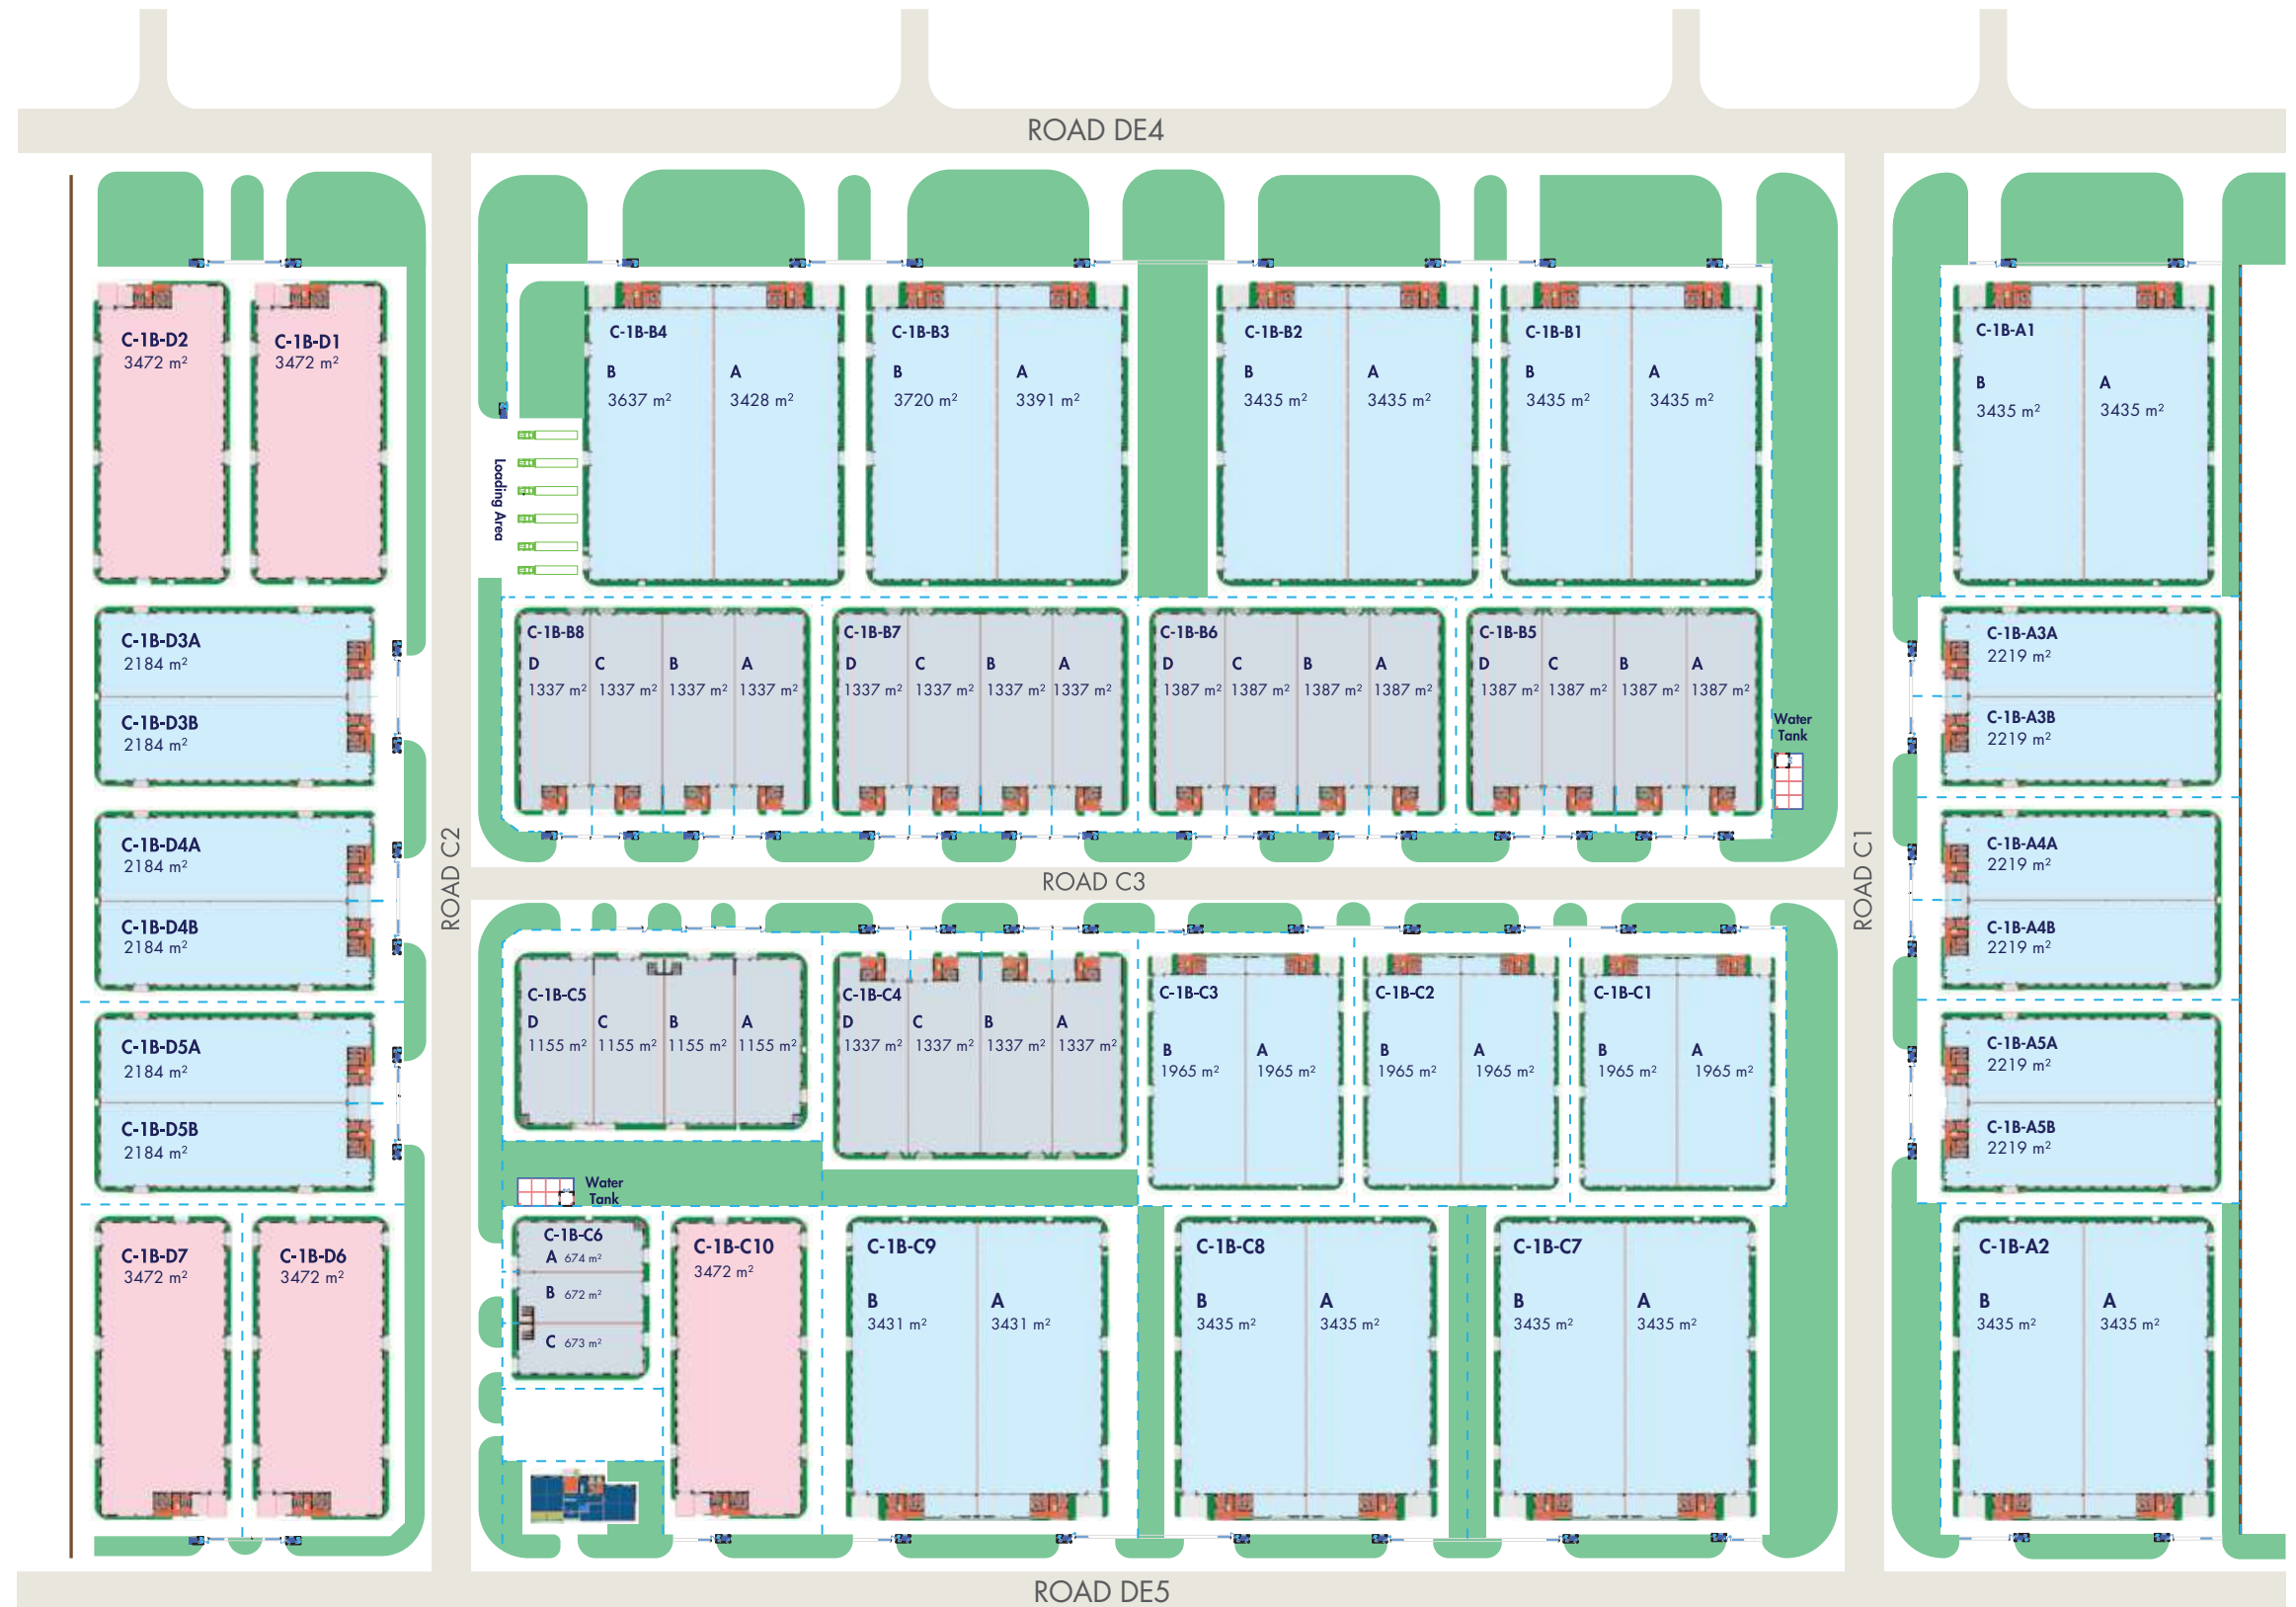 ROAD DE4
C-1B-D2
3472 m²
C-1B-D1
3472 m²
C-1B-D3A
2184 m²
C-1B-D3B
2184 m²
C-1B-D4A
2184 m²
C-1B-D4B
2184 m²
C-1B-D5A
2184 m²
C-1B-D5B
2184 m²
C-1B-D7
3472 m²
C-1B-D6
3472 m²
ROAD C2
Loading Area
C-1B-B4
B
3637 m²
A
3428 m²
C-1B-B3
B
3720 m²
A
3391 m²
C-1B-B2
B
3435 m²
A
3435 m²
C-1B-B1
B
3435 m²
A
3435 m²
C-1B-B8
D
1337 m²
C
1337 m²
B
1337 m²
A
1337 m²
C-1B-B7
D
1337 m²
C
1337 m²
B
1337 m²
A
1337 m²
C-1B-B6
D
1387 m²
C
1387 m²
B
1387 m²
A
1387 m²
C-1B-B5
D
1387 m²
C
1387 m²
B
1387 m²
A
1387 m²
Water
Tank
ROAD C3
C-1B-C5
D
1155 m²
C
1155 m²
B
1155 m²
A
1155 m²
C-1B-C4
D
1337 m²
C
1337 m²
B
1337 m²
A
1337 m²
C-1B-C3
B
1965 m²
A
1965 m²
C-1B-C2
B
1965 m²
A
1965 m²
C-1B-C1
B
1965 m²
A
1965 m²
Water
Tank
C-1B-C6
A 674 m²
B 672 m²
C 673 m²
C-1B-C10
3472 m²
C-1B-C9
B
3431 m²
A
3431 m²
C-1B-C8
B
3435 m²
A
3435 m²
C-1B-C7
B
3435 m²
A
3435 m²
ROAD C1
C-1B-A1
B
3435 m²
A
3435 m²
C-1B-A3A
2219 m²
C-1B-A3B
2219 m²
C-1B-A4A
2219 m²
C-1B-A4B
2219 m²
C-1B-A5A
2219 m²
C-1B-A5B
2219 m²
C-1B-A2
B
3435 m²
A
3435 m²
ROAD DE5